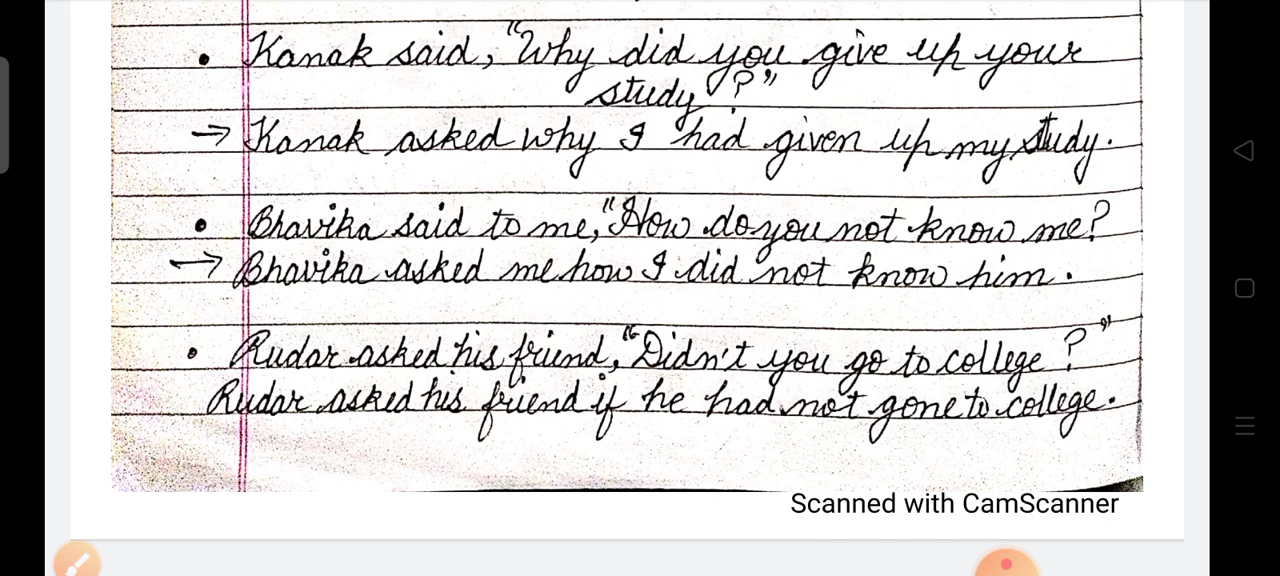 • Kanak said, "Why did you give up your
study?"
→ Kanak asked why I had given up my study.
• Bhavika said to me, "How do you not know me?
→ Bhavika asked me how I did not know him.
• Rudar asked his friend, "Didn't you go to college?"
Rudar asked his friend if he had not gone to college.
Scanned with CamScanner